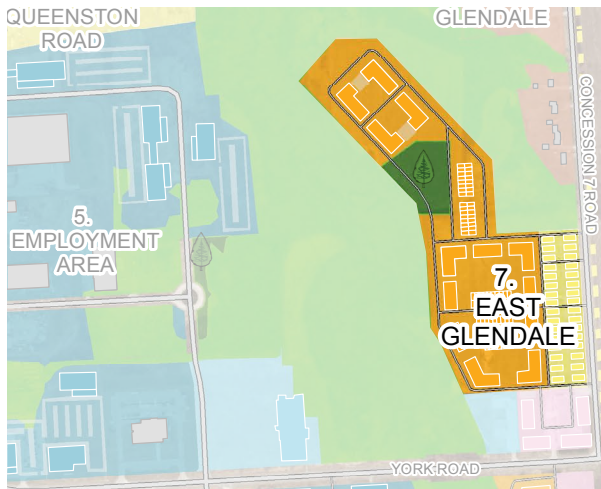 QUEENSTON
ROAD
GLENDALE
CONCESSION 7 ROAD
5.
EMPLOYMENT
AREA
7.
EAST
GLENDALE
YORK ROAD